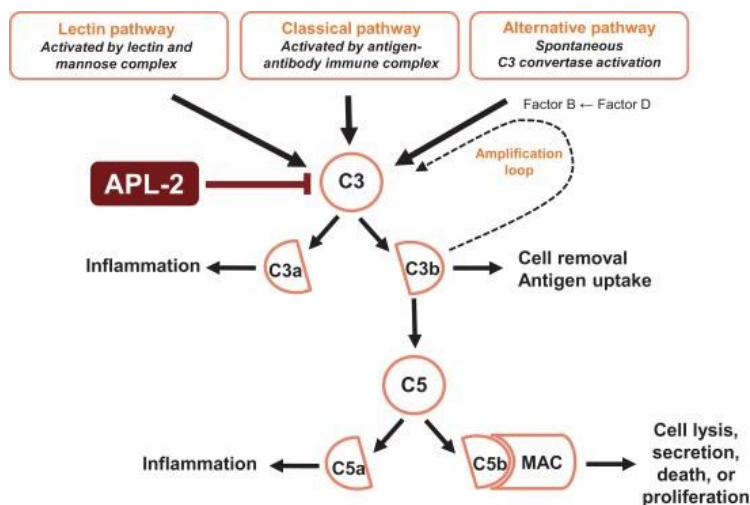 Lectin pathway
Activated by lectin and
mannose complex
Classical pathway
Activated by antigen-
antibody immune complex
Alternative pathway
Spontaneous
C3 convertase activation
Factor B ← Factor D
Amplification
loop
APL-2
C3
Inflammation
C3a
C3b
Cell removal
Antigen uptake
C5
Inflammation
C5a
C5b
MAC
Cell lysis,
secretion,
death, or
proliferation